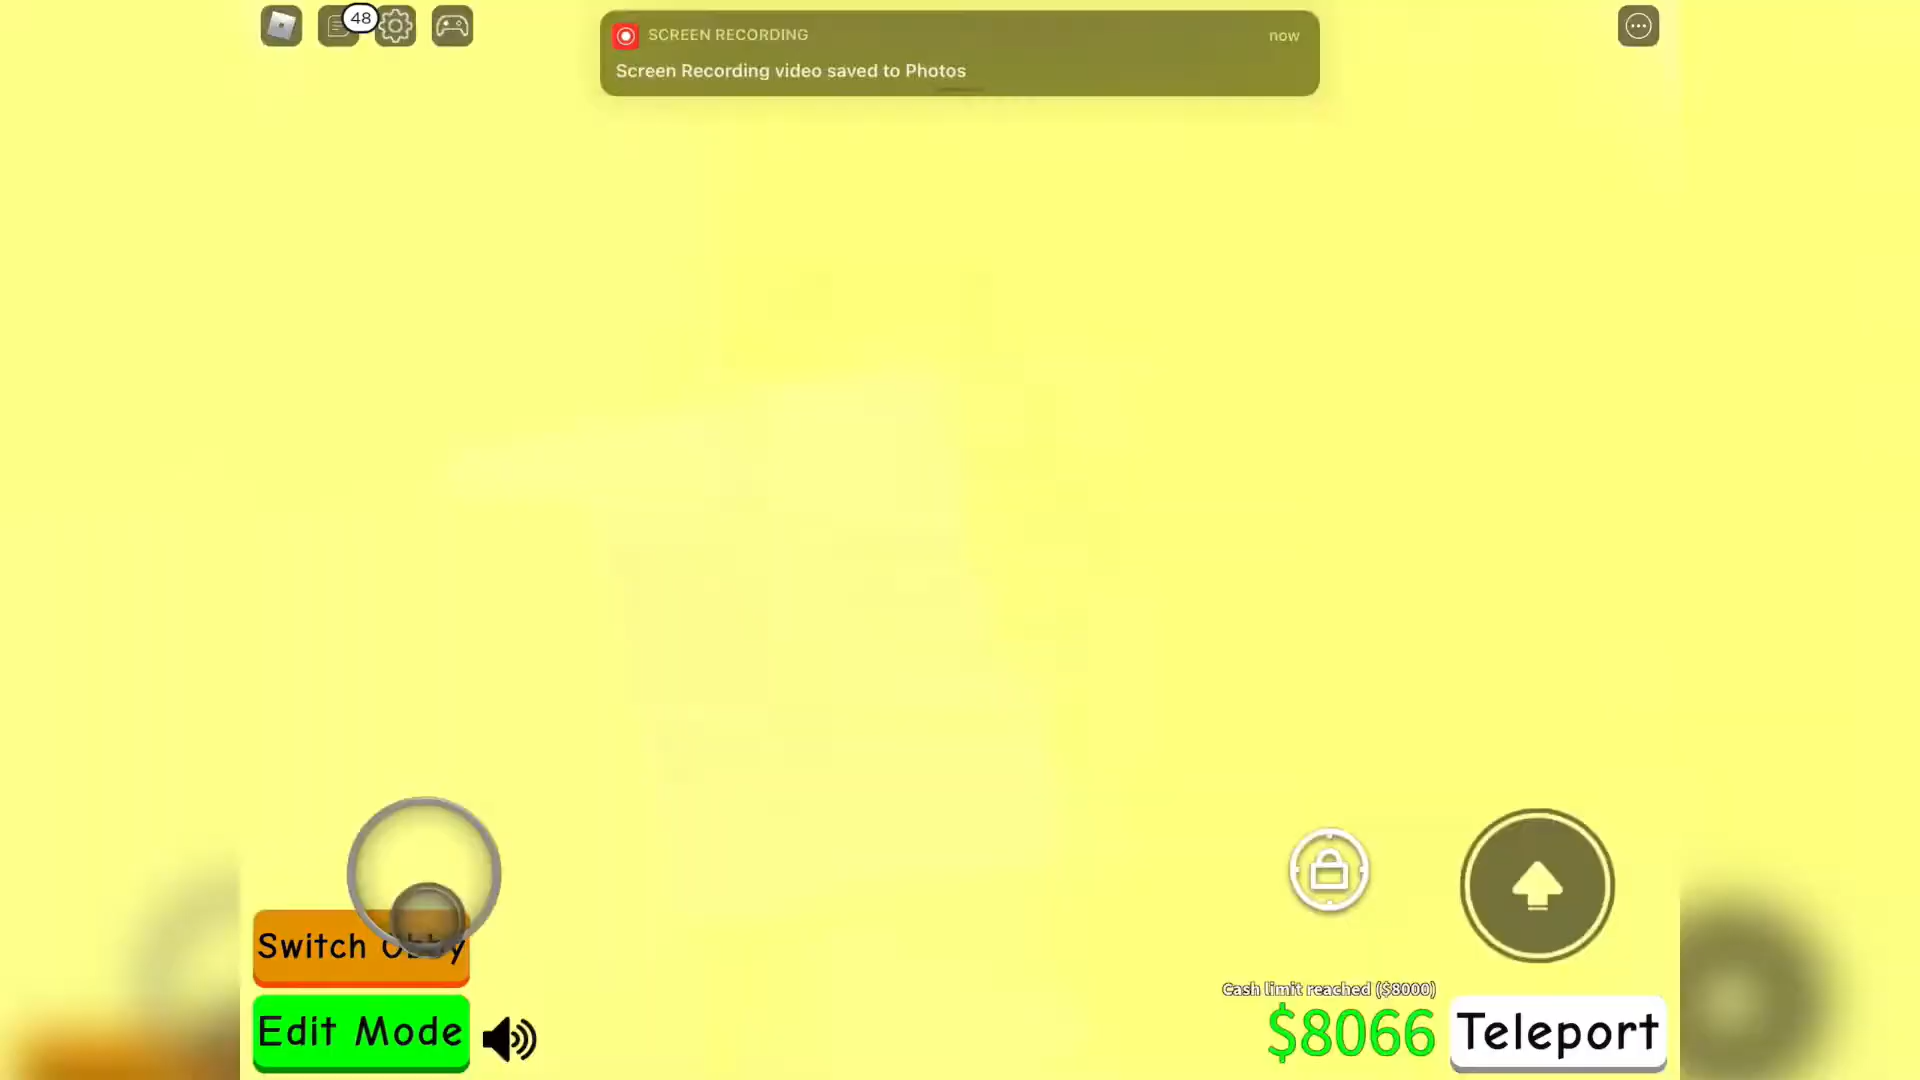 48
SCREEN RECORDING
now
Screen Recording video saved to Photos
Switch Obby
Edit Mode
Cash limit reached ($8000)
$8066
Teleport